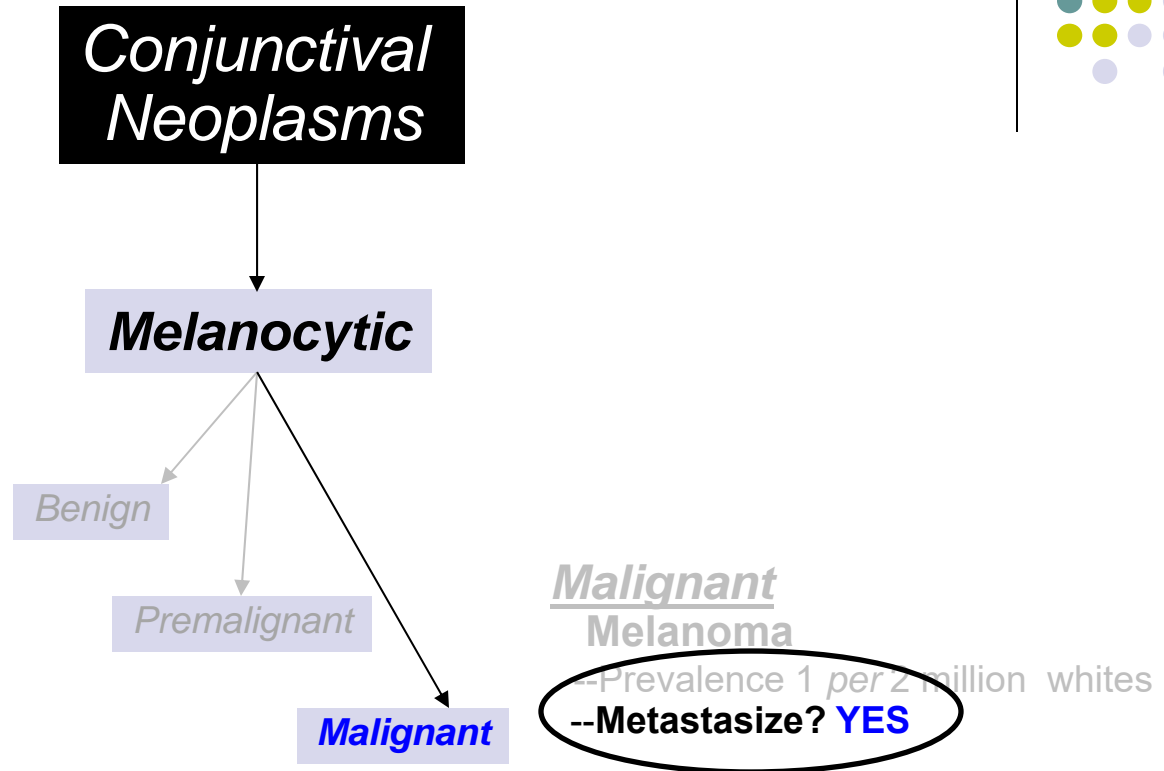 Conjunctival
Neoplasms
Melanocytic
Benign
Premalignant
Malignant
Malignant
Melanoma
--Prevalence 1 per 2 million whites
--Metastasize? YES